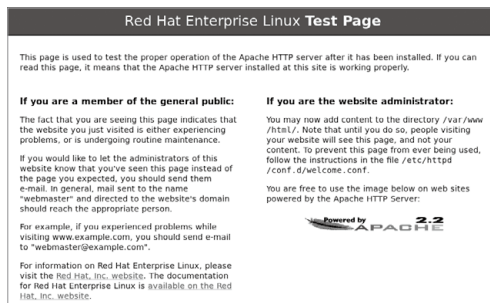 Red Hat Enterprise Linux Test Page
This page is used to test the proper operation of the Apache HTTP server after it has been installed. If you can
read this page, it means that the Apache HTTP server installed at this site is working properly.
If you are a member of the general public:
The fact that you are seeing this page indicates that
the website you just visited is either experiencing
problems, or is undergoing routine maintenance.
If you would like to let the administrators of this
website know that you've seen this page instead of
the page you expected, you should send them
e-mail. In general, mail sent to the name
"webmaster" and directed to the website's domain
should reach the appropriate person.
For example, if you experienced problems while
visiting www.example.com, you should send e-mail
to "webmaster@example.com".
For information on Red Hat Enterprise Linux, please
visit the Red Hat, Inc. website. The documentation
for Red Hat Enterprise Linux is available on the Red
Hat, Inc. website.
If you are the website administrator:
You may now add content to the directory /var/www
/html/. Note that until you do so, people visiting
your website will see this page, and not your
content. To prevent this page from ever being used,
follow the instructions in the file /etc/httpd
/conf.d/welcome.conf.
You are free to use the image below on web sites
powered by the Apache HTTP Server:
Powered by 2.2
APACHE